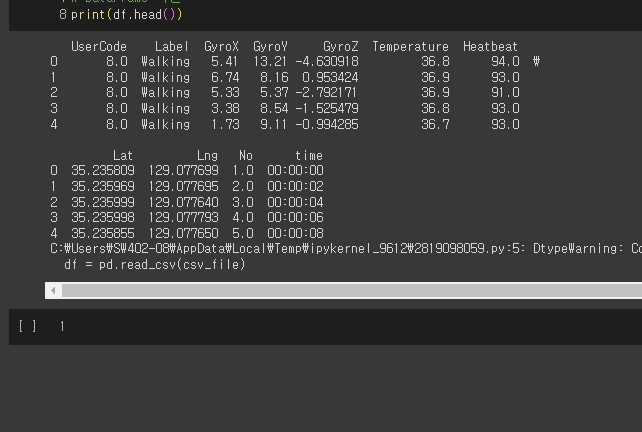 8 print(df.head())
UserCode Label GyroX GyroY GyroZ Temperature Heatbeat
0 8.0 Walking 5.41 13.21 -4.630918 36.8 94.0 ₩
1 8.0 Walking 6.74 8.16 0.953424 36.9 93.0
2 8.0 Walking 5.33 5.37 -2.792171 36.9 91.0
3 8.0 Walking 3.38 8.54 -1.525479 36.8 93.0
4 8.0 Walking 1.73 9.11 -0.994285 36.7 93.0
Lat Lng No time
0 35.235809 129.077699 1.0 00:00:00
1 35.235969 129.077695 2.0 00:00:02
2 35.235999 129.077640 3.0 00:00:04
3 35.235998 129.077793 4.0 00:00:06
4 35.235855 129.077650 5.0 00:00:08
C:₩Users₩SW402-08₩AppData₩Local₩Temp₩ipykernel_9612₩2819098059.py:5: DtypeWarning: Co
df = pd.read_csv(csv_file)
[ ] 1